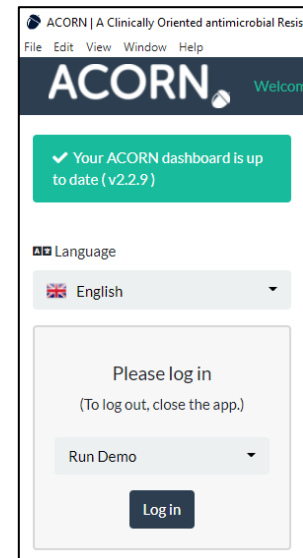 ACORN | A Clinically Oriented antimicrobial Resis
File Edit View Window Help
ACORN Welcom
Your ACORN dashboard is up
to date ( v2.2.9 )
Language
English
Please log in
(To log out, close the app.)
Run Demo
Log in